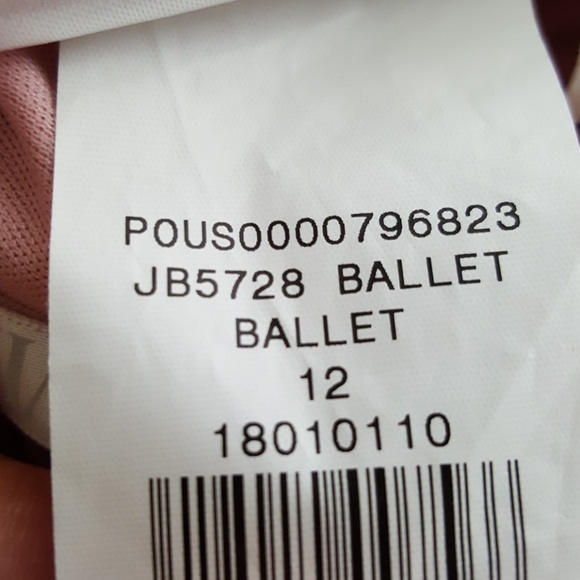 POUS0000796823
JB5728 BALLET
BALLET
12
18010110